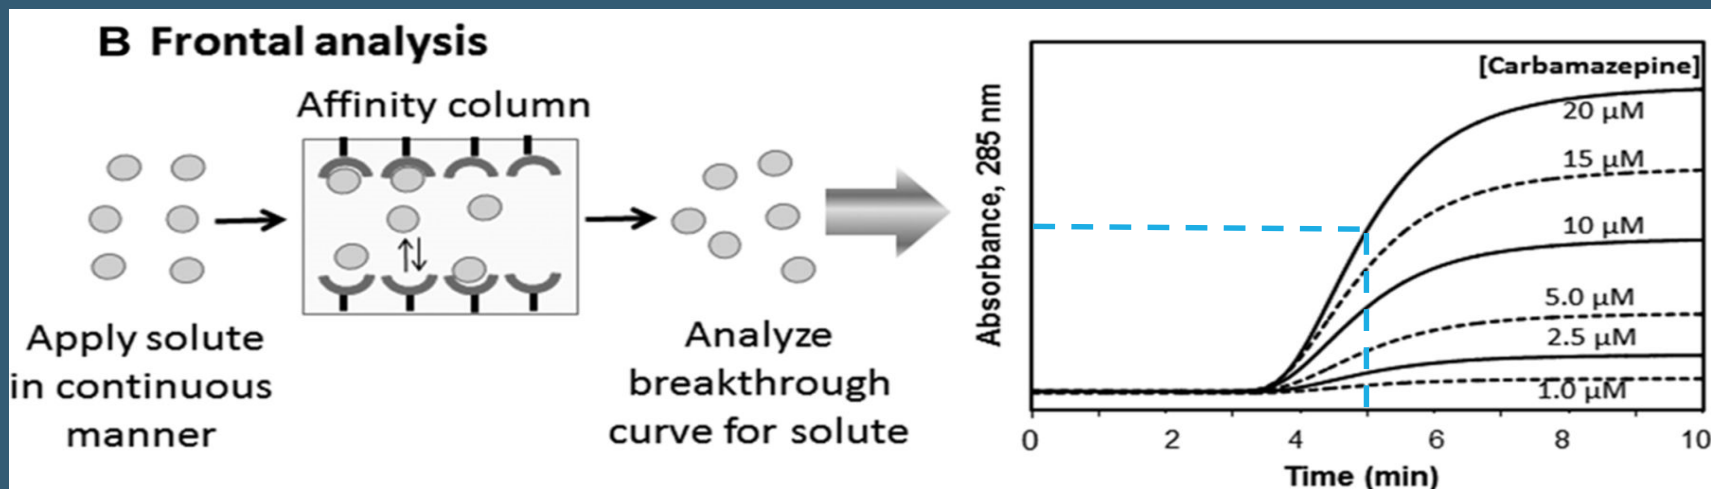 B Frontal analysis
Affinity column
Apply solute
in continuous
manner
Analyze
breakthrough
curve for solute
Absorbance, 285 nm
[Carbamazepine]
20 µM
15 µM
10 µM
5.0 µM
2.5 µM
1.0 µM
0 2 4 6 8 10
Time (min)